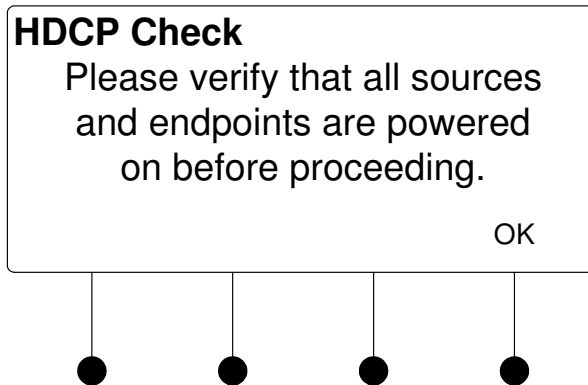 HDCP Check
Please verify that all sources
and endpoints are powered
on before proceeding.
OK